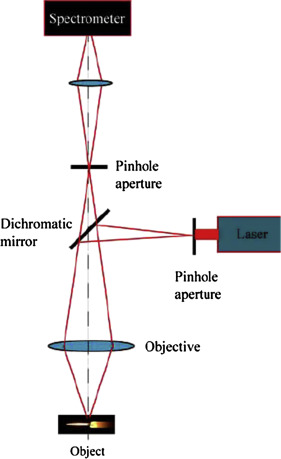 Spectrometer
Pinhole
aperture
Dichromatic
mirror
Laser
Pinhole
aperture
Objective
Object